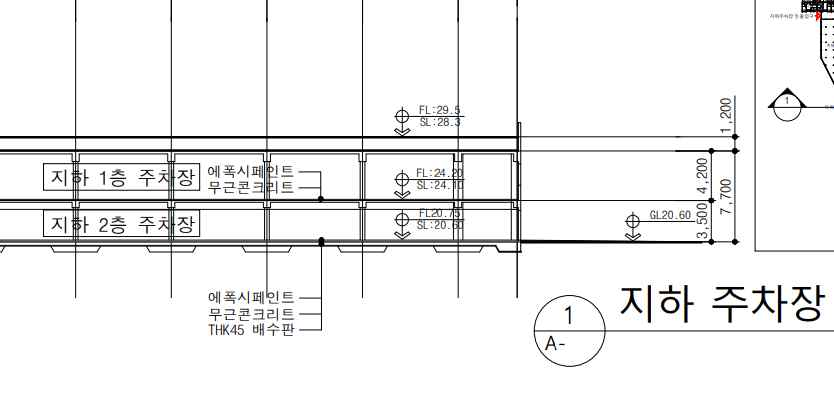 1,200
1
FL:29.5
SL:28.3
지하 1층 주차장
에폭시페인트
무근콘크리트
FL:24.20
SL:24.10
4,200
7,700
지하 2층 주차장
FL20.75
SL:20.60
GL20.60
3,500
에폭시페인트
무근콘크리트
THK45 배수판
1
A-
지하 주차장